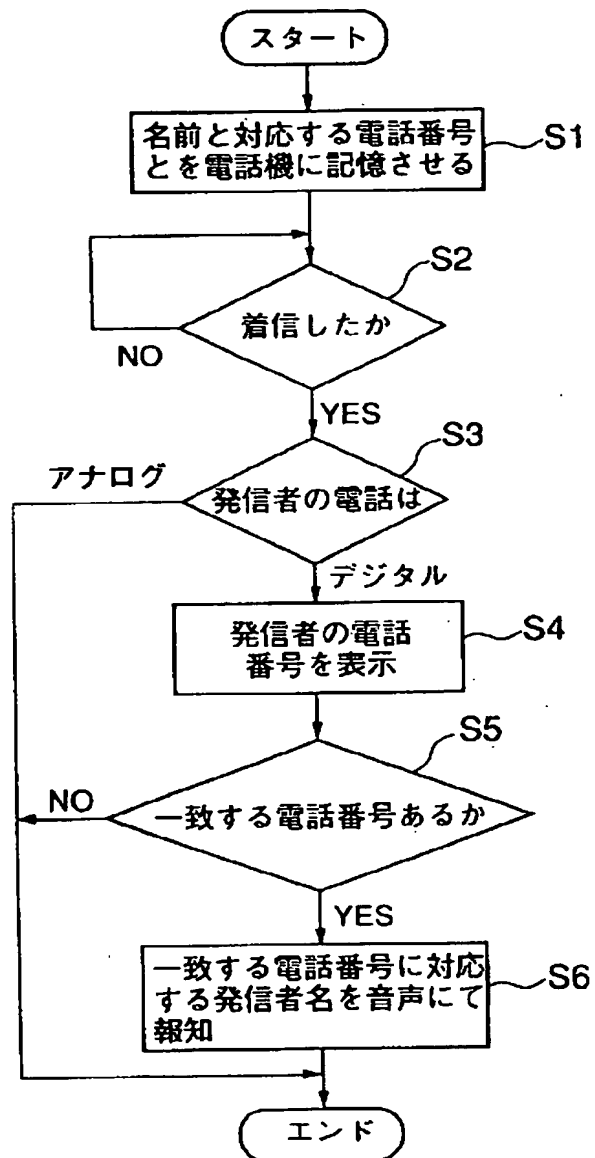 スタート
名前と対応する電話番号
とを電話機に記憶させる
S1
S2
着信したか
NO
YES
S3
アナログ
発信者の電話は
デジタル
発信者の電話
番号を表示
S4
S5
NO
一致する電話番号あるか
YES
一致する電話番号に対応
する発信者名を音声にて
報知
S6
エンド